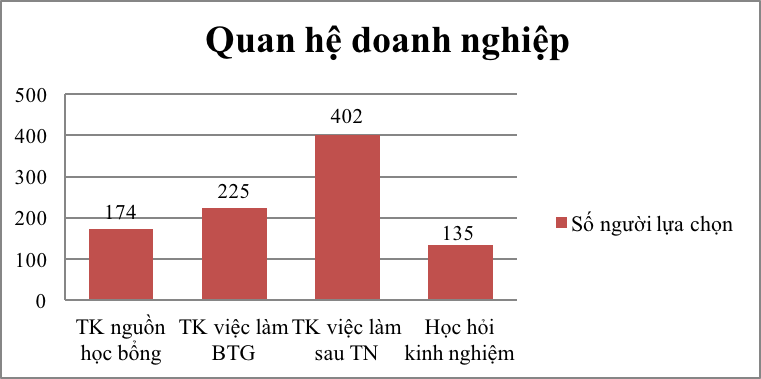 Quan hệ doanh nghiệp
500
400
300
200
100
0
174
225
402
135
TK nguồn
học bổng
TK việc làm
BTG
TK việc làm
sau TN
Học hỏi
kinh nghiệm
Số người lựa chọn